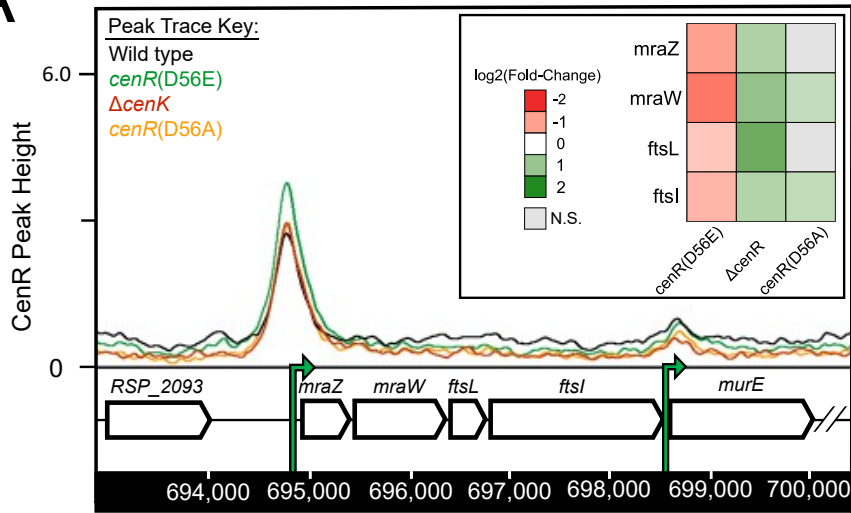 A
Peak Trace Key:
Wild type
cenR(D56E)
ΔcenK
cenR(D56A)
6.0
0
CenR Peak Height
log2(Fold-Change)
-2
-1
0
1
2
N.S.
mraZ
mraW
ftsL
ftsI
cenR(D56E)
ΔcenR
cenR(D56A)
RSP_2093
mraZ
mraW
ftsL
ftsI
murE
694,000 695,000 696,000 697,000 698,000 699,000 700,000